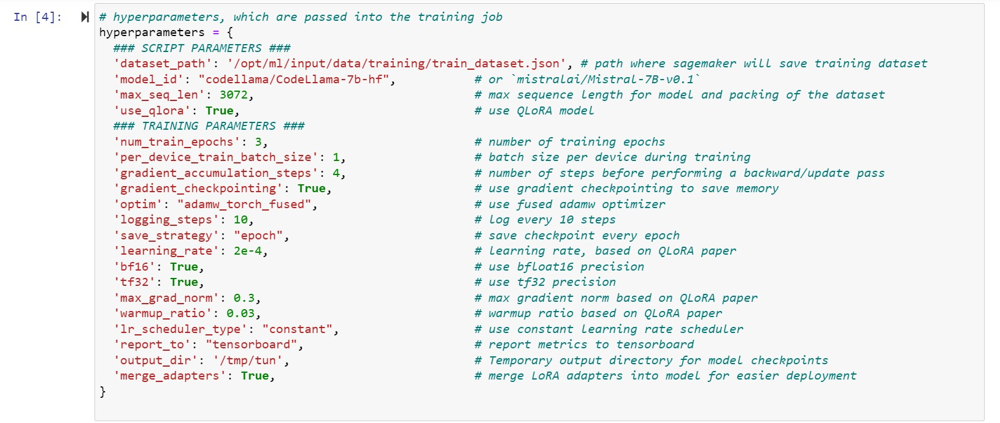 In [4]:
# hyperparameters, which are passed into the training job
hyperparameters = {
  ### SCRIPT PARAMETERS ###
  'dataset_path': '/opt/ml/input/data/training/train_dataset.json', # path where sagemaker will save training dataset
  'model_id': "codellama/CodeLlama-7b-hf",           # or `mistralai/Mistral-7B-v0.1`
  'max_seq_len': 3072,                               # max sequence length for model and packing of the dataset
  'use_qlora': True,                                 # use QLoRA model
  ### TRAINING PARAMETERS ###
  'num_train_epochs': 3,                             # number of training epochs
  'per_device_train_batch_size': 1,                  # batch size per device during training
  'gradient_accumulation_steps': 4,                  # number of steps before performing a backward/update pass
  'gradient_checkpointing': True,                    # use gradient checkpointing to save memory
  'optim': "adamw_torch_fused",                      # use fused adamw optimizer
  'logging_steps': 10,                               # log every 10 steps
  'save_strategy': "epoch",                          # save checkpoint every epoch
  'learning_rate': 2e-4,                             # learning rate, based on QLoRA paper
  'bf16': True,                                      # use bfloat16 precision
  'tf32': True,                                      # use tf32 precision
  'max_grad_norm': 0.3,                              # max gradient norm based on QLoRA paper
  'warmup_ratio': 0.03,                              # warmup ratio based on QLoRA paper
  'lr_scheduler_type': "constant",                   # use constant learning rate scheduler
  'report_to': "tensorboard",                        # report metrics to tensorboard
  'output_dir': '/tmp/tun',                          # Temporary output directory for model checkpoints
  'merge_adapters': True,                            # merge LoRA adapters into model for easier deployment
}